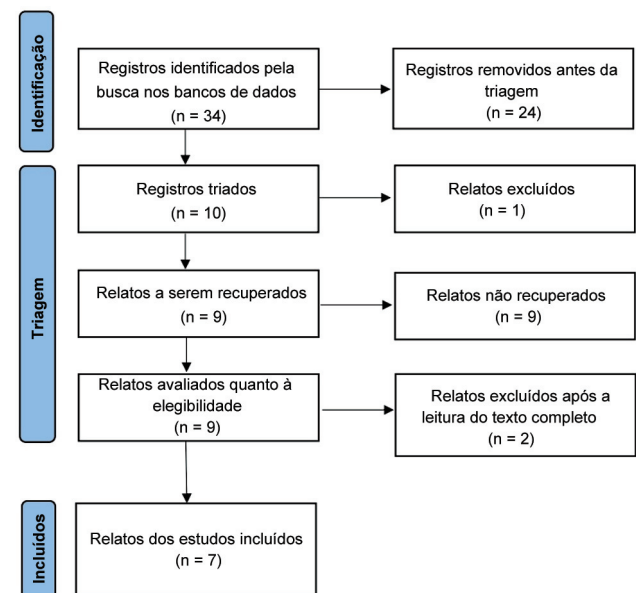 Identificação
Registros identificados pela
busca nos bancos de dados
(n = 34)
Registros removidos antes da
triagem
(n = 24)
Triagem
Registros triados
(n = 10)
Relatos excluídos
(n = 1)
Relatos a serem recuperados
(n = 9)
Relatos não recuperados
(n = 9)
Relatos avaliados quanto à
elegibilidade
(n = 9)
Relatos excluídos após a
leitura do texto completo
(n = 2)
Incluídos
Relatos dos estudos incluídos
(n = 7)